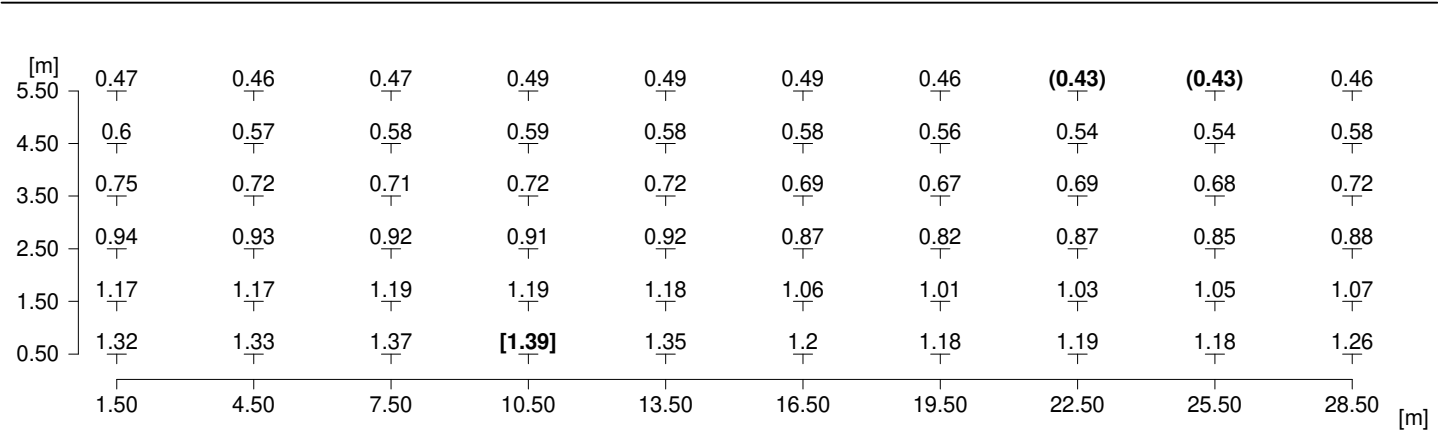 [m]
5.50 0.47 0.46 0.47 0.49 0.49 0.49 0.46 (0.43) (0.43) 0.46
4.50 0.6 0.57 0.58 0.59 0.58 0.58 0.56 0.54 0.54 0.58
3.50 0.75 0.72 0.71 0.72 0.72 0.69 0.67 0.69 0.68 0.72
2.50 0.94 0.93 0.92 0.91 0.92 0.87 0.82 0.87 0.85 0.88
1.50 1.17 1.17 1.19 1.19 1.18 1.06 1.01 1.03 1.05 1.07
0.50 1.32 1.33 1.37 [1.39] 1.35 1.2 1.18 1.19 1.18 1.26
1.50 4.50 7.50 10.50 13.50 16.50 19.50 22.50 25.50 28.50 [m]